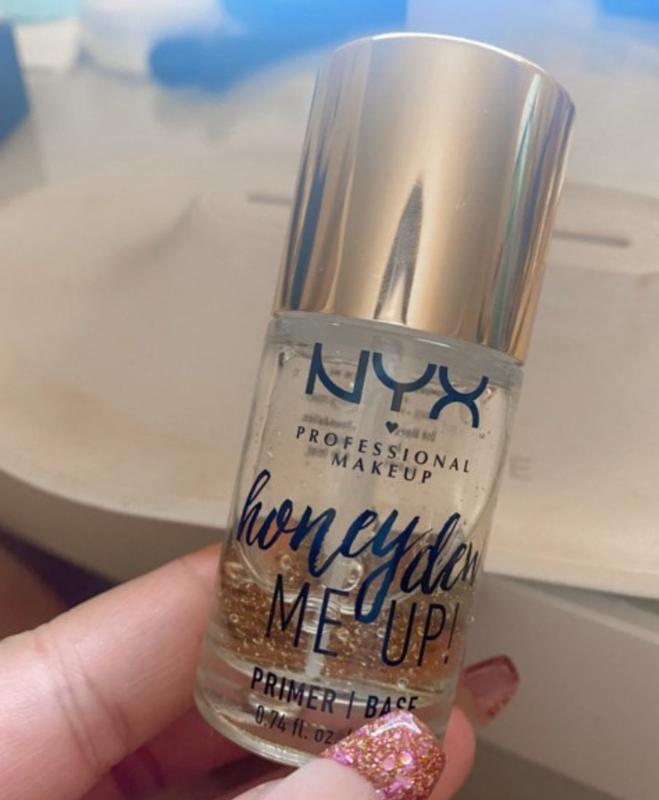 NYX
PROFESSIONAL
MAKEUP
honeydew
ME UP!
PRIMER | BASE
0.74 fl. oz